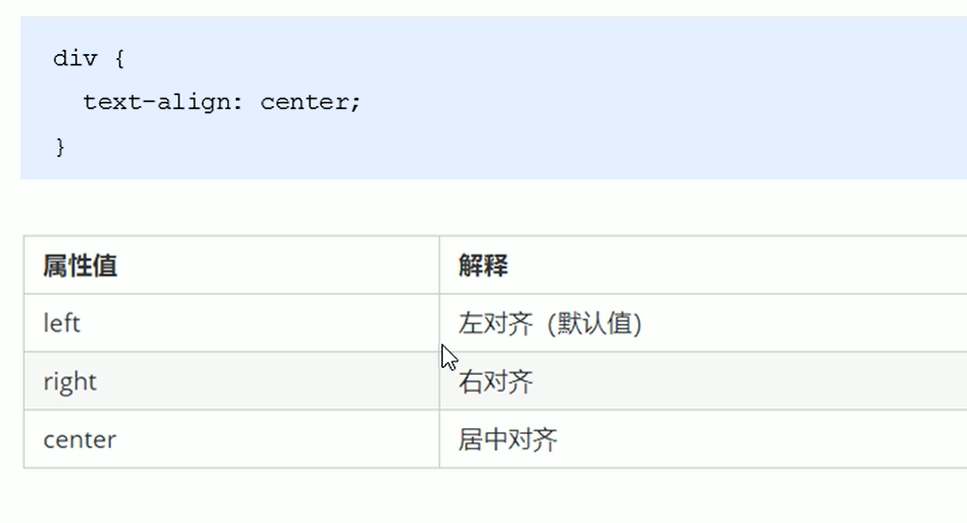 div {
  text-align: center;
}
属性值 解释
left 左对齐（默认值）
right 右对齐
center 居中对齐